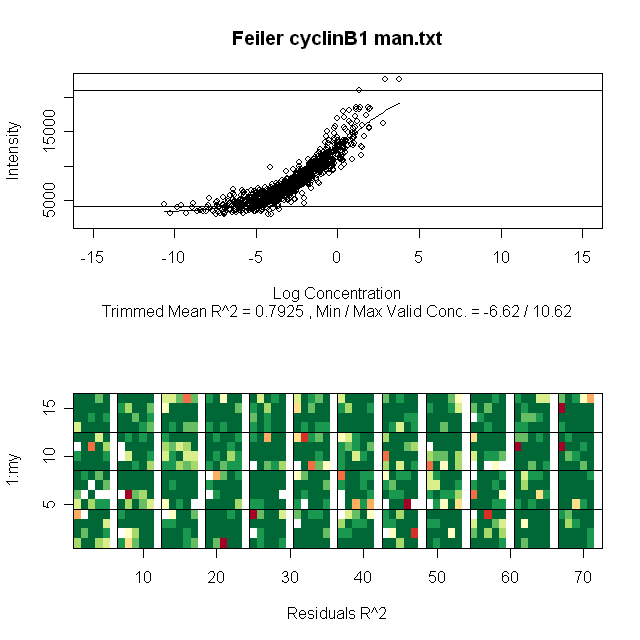 Feiler cyclinB1 man.txt
Intensity
5000 15000
-15 -10 -5 0 5 10 15
Log Concentration
Trimmed Mean R^2 = 0.7925 , Min / Max Valid Conc. = -6.62 / 10.62
1:my
15
10
5
10 20 30 40 50 60 70
Residuals R^2